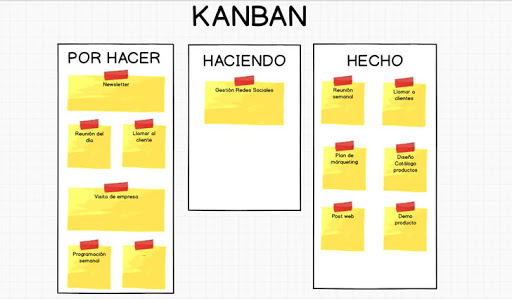 KANBAN
POR HACER
Newsletter
Reunión del
día
Llamar al
cliente
Visita de empresa
Programación
semanal
...
HACIENDO
Gestión Redes Sociales
HECHO
Reunión
semanal
Llamar a
clientes
Plan de
márqueting
Diseño
Catálogo
productos
Post web
Demo
producto